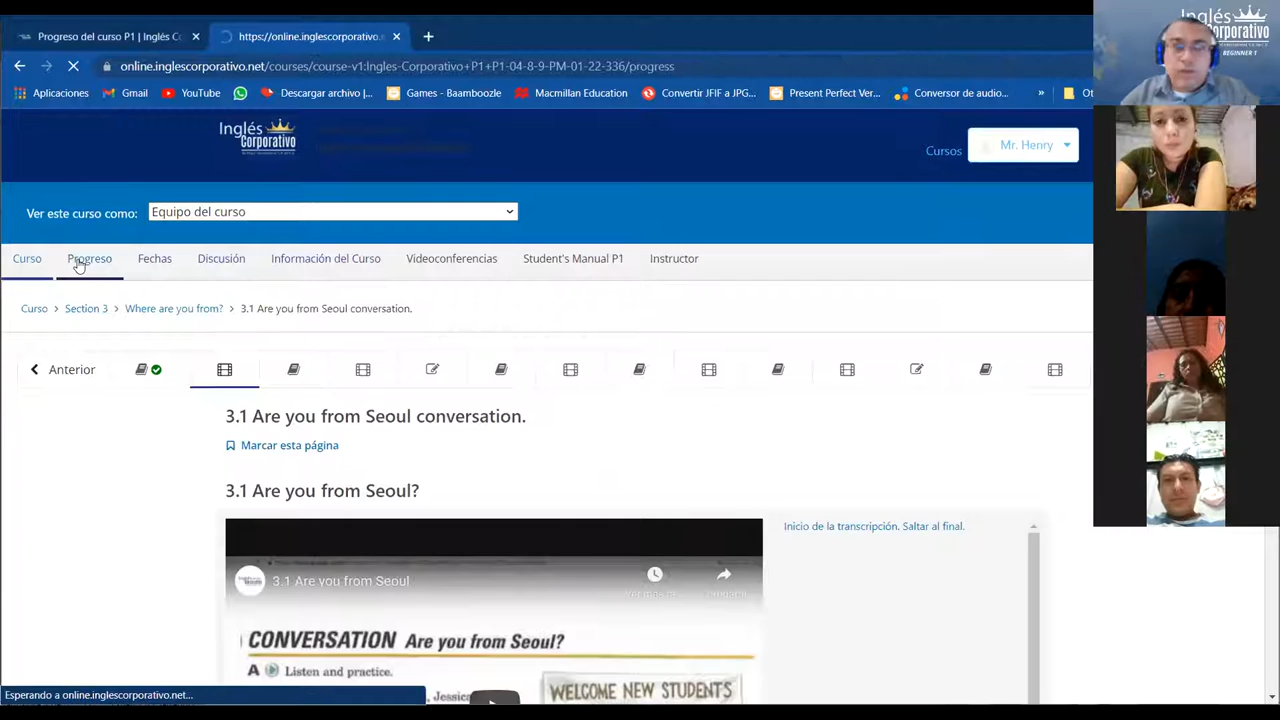 Progreso del curso P1 | Inglés Co
https://online.inglescorporativo.n
online.inglescorporativo.net/courses/course-v1:Ingles-Corporativo+P1+P1-04-8-9-PM-01-22-336/progress
Aplicaciones Gmail YouTube Descargar archivo |... Games - Baamboozle Macmillan Education Convertir JFIF a JPG... Present Perfect Ver... Conversor de audio... » Ot
Inglés
Corporativo
BEGINNER 1
Inglés
Corporativo
Cursos
Mr. Henry
Ver este curso como: Equipo del curso
Curso Progreso Fechas Discusión Información del Curso Videoconferencias Student's Manual P1 Instructor
Curso > Section 3 > Where are you from? > 3.1 Are you from Seoul conversation.
Anterior
3.1 Are you from Seoul conversation.
Marcar esta página
3.1 Are you from Seoul?
Inicio de la transcripción. Saltar al final.
3.1 Are you from Seoul
CONVERSATION Are you from Seoul?
A Listen and practice.
, Jessica
WELCOME NEW STUDENTS
Esperando a online.inglescorporativo.net...